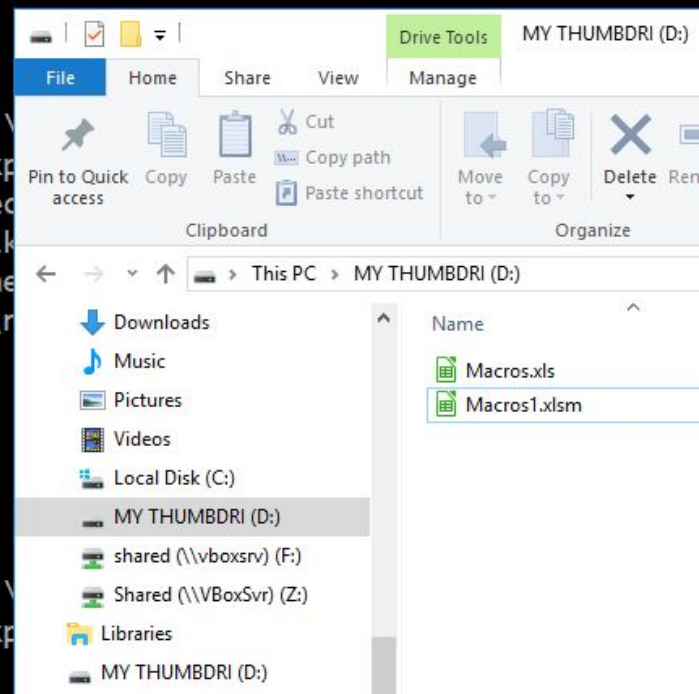 Drive Tools MY THUMBDRI (D:)
File Home Share View Manage
Pin to Quick access
Copy
Paste
Cut
Copy path
Paste shortcut
Move to
Copy to
Delete
Clipboard
Organize
This PC > MY THUMBDRI (D:)
Downloads
Music
Pictures
Videos
Local Disk (C:)
MY THUMBDRI (D:)
shared (\\vboxsrv) (F:)
Shared (\\VBoxSvr) (Z:)
Libraries
MY THUMBDRI (D:)
Name
Macros.xls
Macros1.xlsm